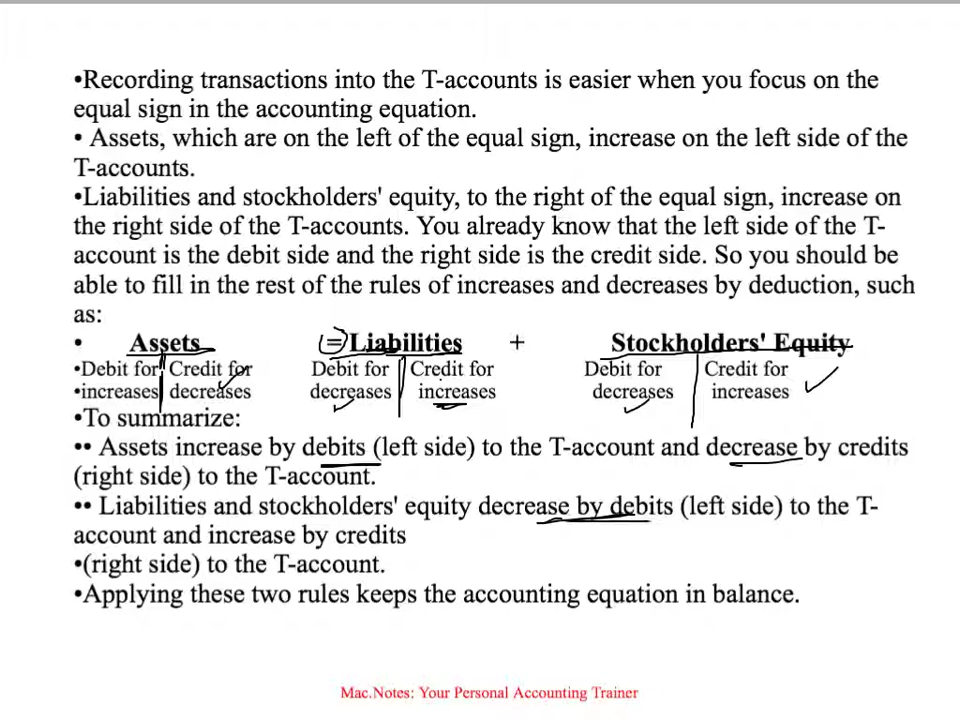 •Recording transactions into the T-accounts is easier when you focus on the
equal sign in the accounting equation.
• Assets, which are on the left of the equal sign, increase on the left side of the
T-accounts.
•Liabilities and stockholders' equity, to the right of the equal sign, increase on
the right side of the T-accounts. You already know that the left side of the T-
account is the debit side and the right side is the credit side. So you should be
able to fill in the rest of the rules of increases and decreases by deduction, such
as:
• Assets = Liabilities + Stockholders' Equity
•Debit for Credit for Debit for Credit for Debit for Credit for
•increases decreases decreases increases decreases increases
•To summarize:
•• Assets increase by debits (left side) to the T-account and decrease by credits
(right side) to the T-account.
•• Liabilities and stockholders' equity decrease by debits (left side) to the T-
account and increase by credits
•(right side) to the T-account.
•Applying these two rules keeps the accounting equation in balance.
Mac.Notes: Your Personal Accounting Trainer